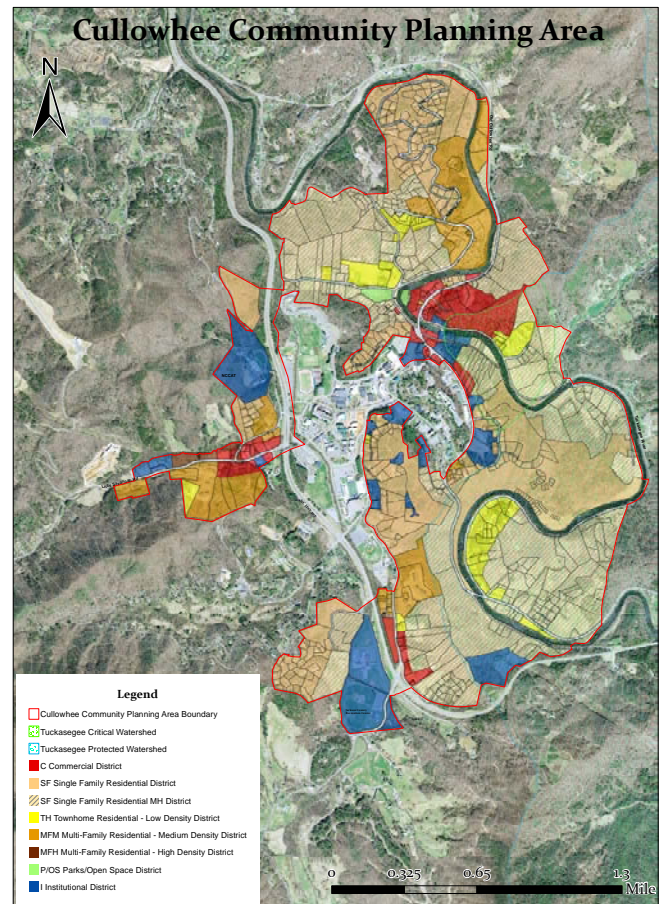 Cullowhee Community Planning Area
N
Legend
Cullowhee Community Planning Area Boundary
Tuckasegee Critical Watershed
Tuckasegee Protected Watershed
C Commercial District
SF Single Family Residential District
SF Single Family Residential MH District
TH Townhome Residential - Low Density District
MFM Multi-Family Residential - Medium Density District
MFH Multi-Family Residential - High Density District
P/OS Parks/Open Space District
I Institutional District
0 0.325 0.65 1.3
Mile